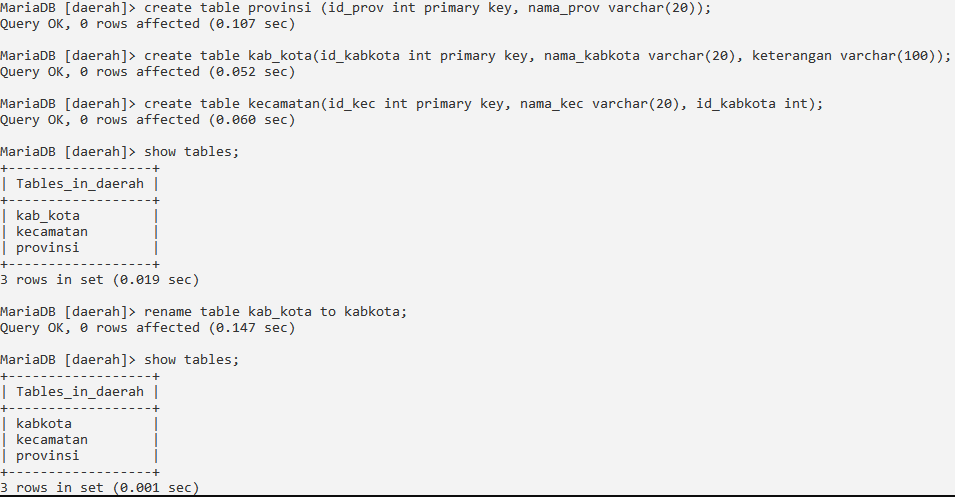 MariaDB [daerah]> create table provinsi (id_prov int primary key, nama_prov varchar(20));
Query OK, 0 rows affected (0.107 sec)
MariaDB [daerah]> create table kab_kota(id_kabkota int primary key, nama_kabkota varchar(20), keterangan varchar(100));
Query OK, 0 rows affected (0.052 sec)
MariaDB [daerah]> create table kecamatan(id_kec int primary key, nama_kec varchar(20), id_kabkota int);
Query OK, 0 rows affected (0.060 sec)
MariaDB [daerah]> show tables;
+------------------+
| Tables_in_daerah |
+------------------+
| kab_kota         |
| kecamatan        |
| provinsi         |
+------------------+
3 rows in set (0.019 sec)
MariaDB [daerah]> rename table kab_kota to kabkota;
Query OK, 0 rows affected (0.147 sec)
MariaDB [daerah]> show tables;
+------------------+
| Tables_in_daerah |
+------------------+
| kabkota          |
| kecamatan        |
| provinsi         |
+------------------+
3 rows in set (0.001 sec)